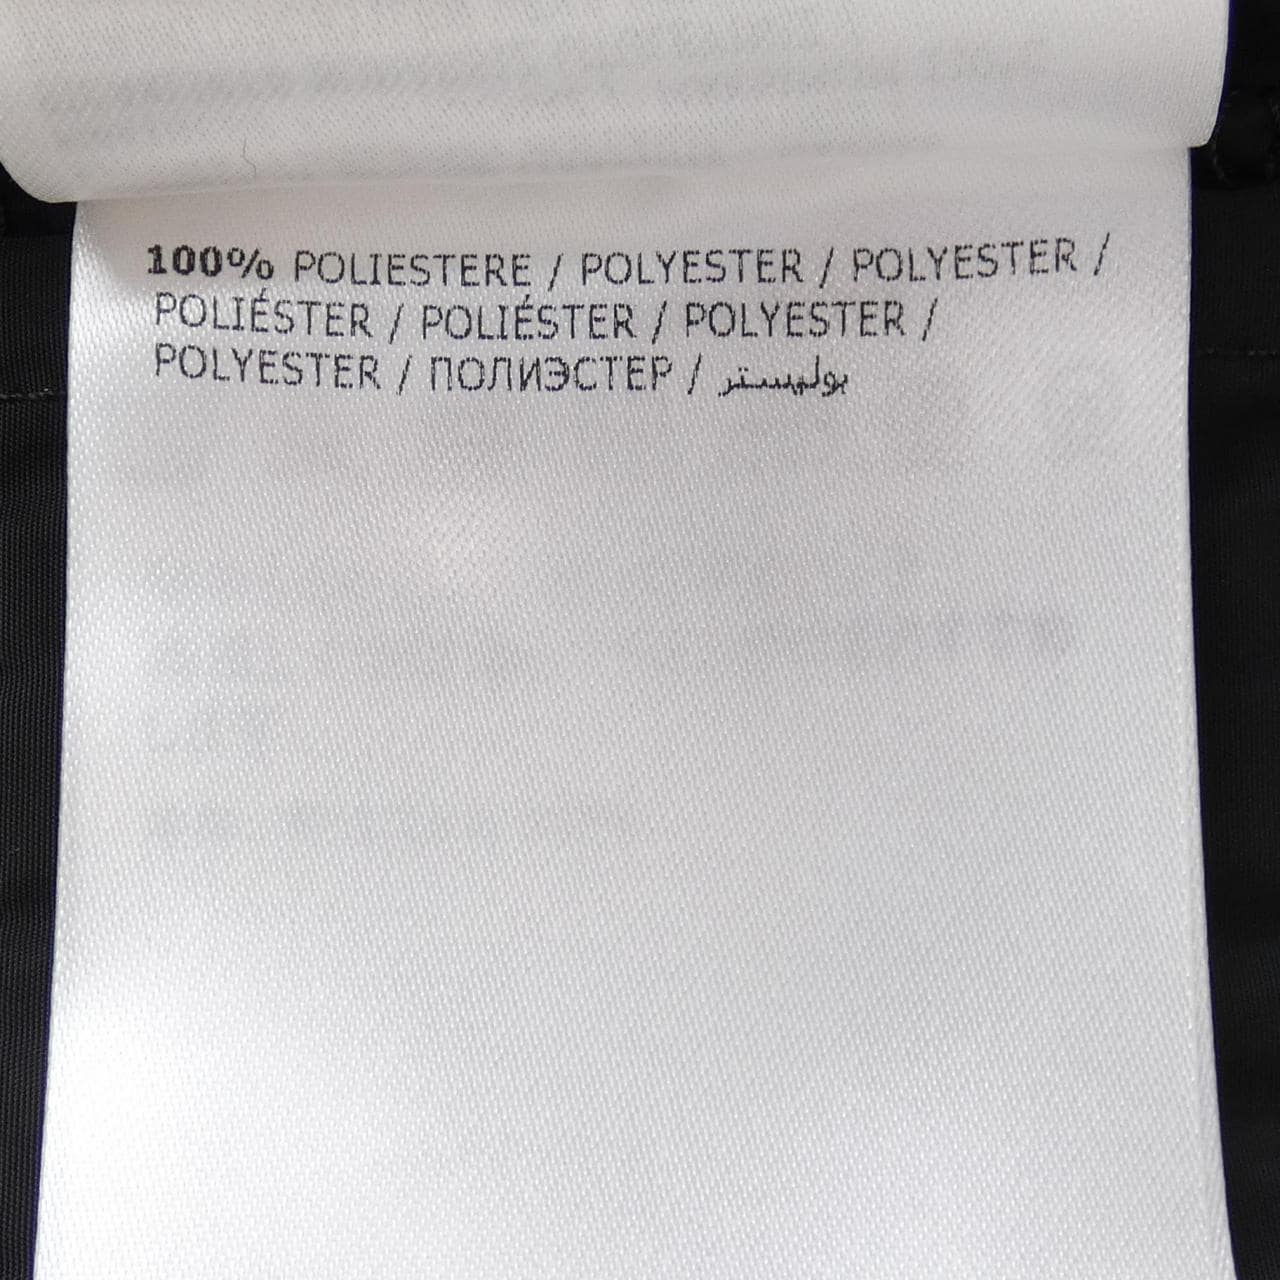 100% POLIESTERE / POLYESTER / POLYESTER /
POLIÉSTER / POLIÉSTER / POLYESTER /
POLYESTER / ПОЛИЭСТЕР / بوليستر